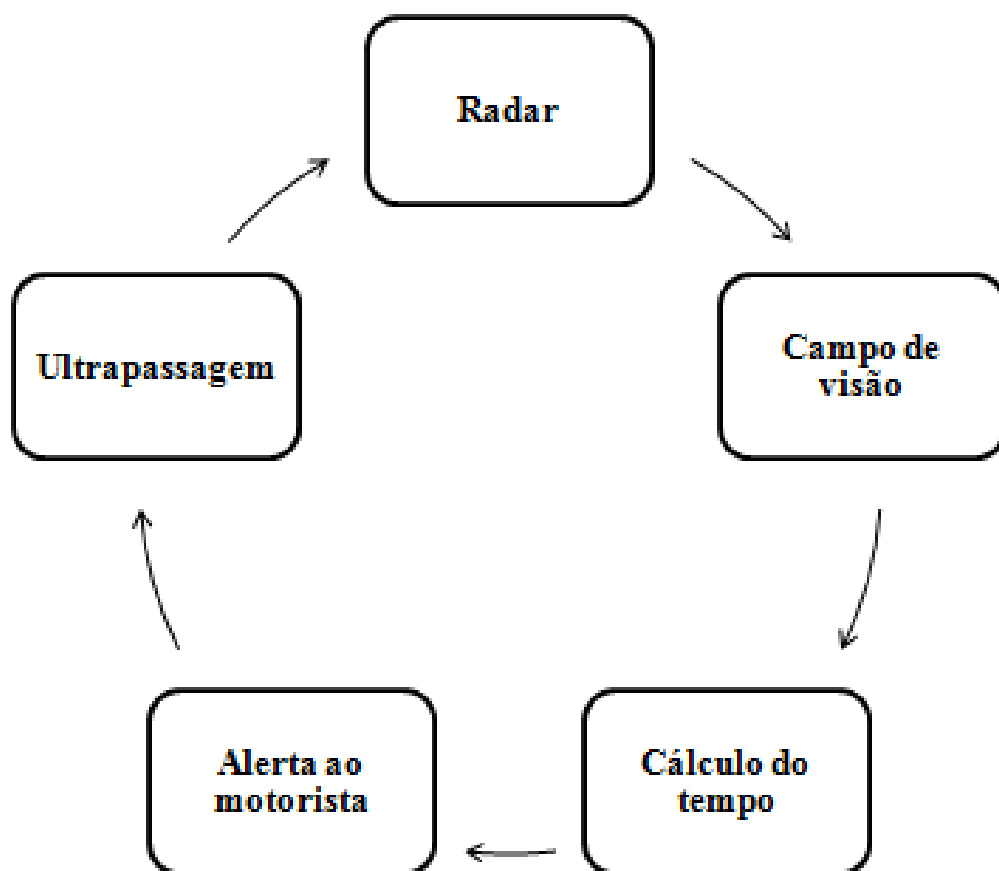 Radar
Campo de
visão
Cálculo do
tempo
Alerta ao
motorista
Ultrapassagem